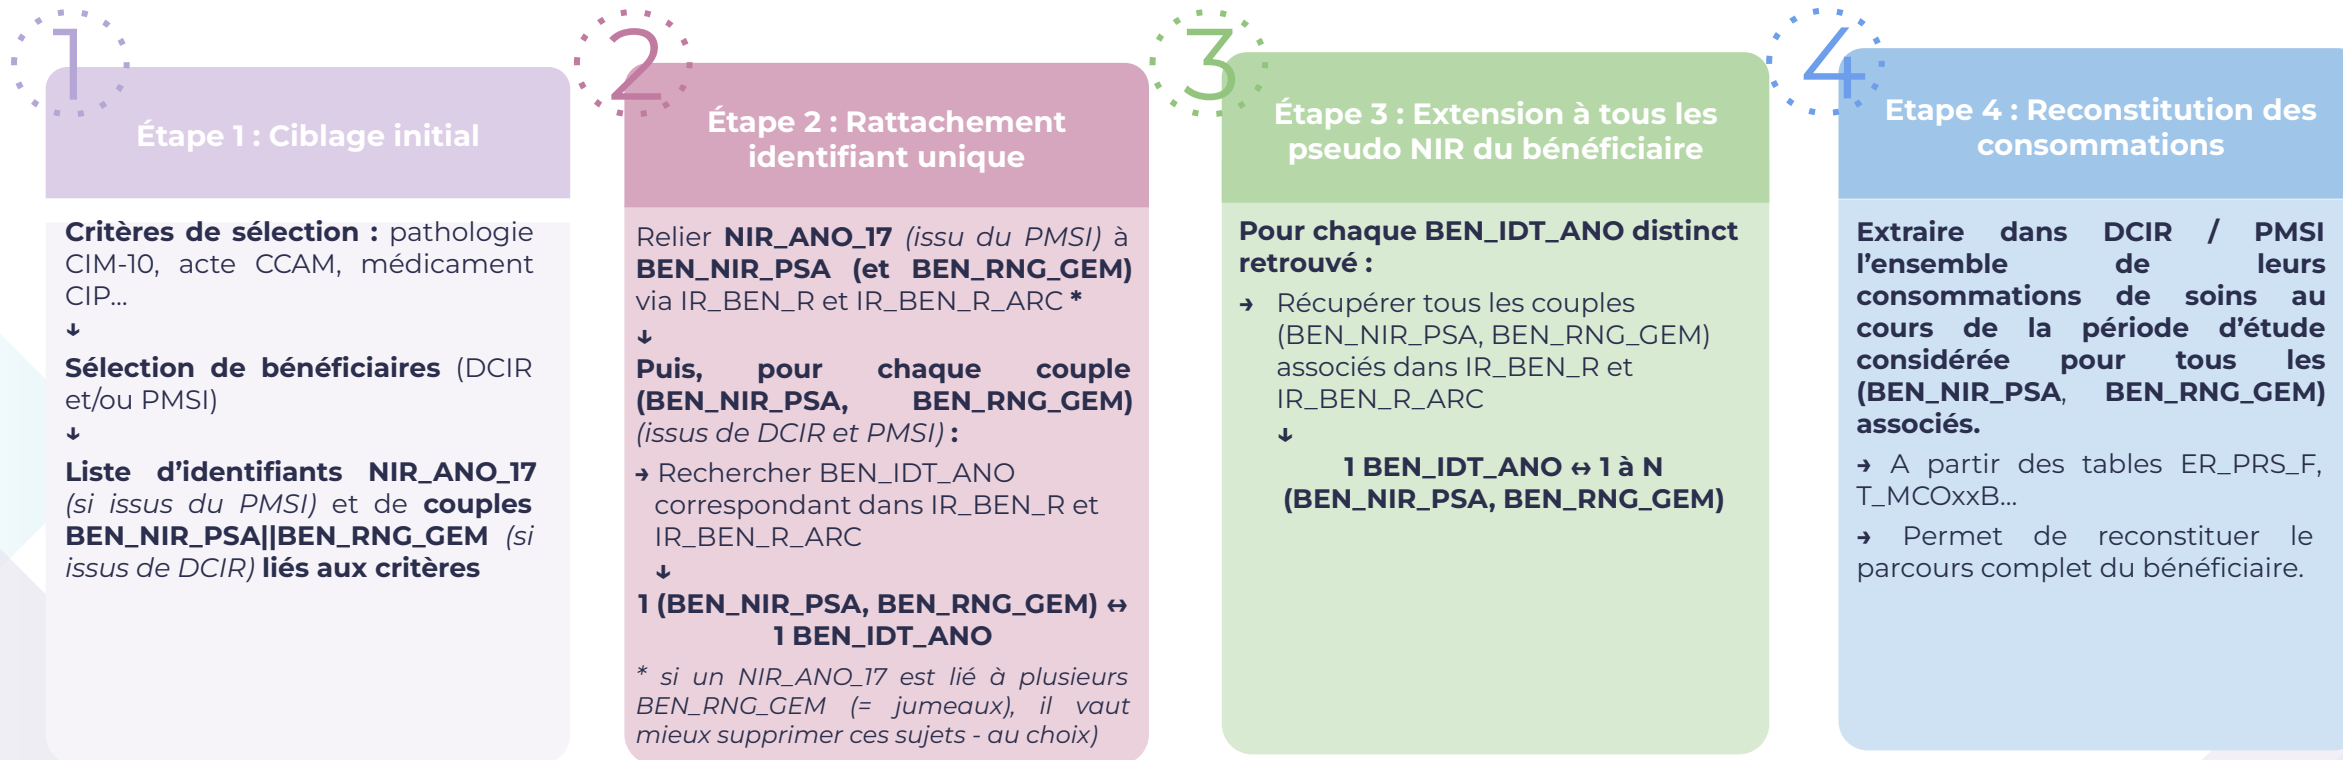 1
Étape 1 : Ciblage initial
Critères de sélection : pathologie
CIM-10, acte CCAM, médicament
CIP...
↓
Sélection de bénéficiaires (DCIR
et/ou PMSI)
↓
Liste d'identifiants NIR_ANO_17
(si issus du PMSI) et de couples
BEN_NIR_PSA||BEN_RNG_GEM (si
issus de DCIR) liés aux critères
2
Étape 2 : Rattachement
identifiant unique
Relier NIR_ANO_17 (issu du PMSI) à
BEN_NIR_PSA (et BEN_RNG_GEM)
via IR_BEN_R et IR_BEN_R_ARC *
↓
Puis, pour chaque couple
(BEN_NIR_PSA, BEN_RNG_GEM)
(issus de DCIR et PMSI) :
→ Rechercher BEN_IDT_ANO
correspondant dans IR_BEN_R et
IR_BEN_R_ARC
↓
1 (BEN_NIR_PSA, BEN_RNG_GEM) ↔
1 BEN_IDT_ANO
* si un NIR_ANO_17 est lié à plusieurs
BEN_RNG_GEM (= jumeaux), il vaut
mieux supprimer ces sujets - au choix)
3
Étape 3 : Extension à tous les
pseudo NIR du bénéficiaire
Pour chaque BEN_IDT_ANO distinct
retrouvé :
→ Récupérer tous les couples
(BEN_NIR_PSA, BEN_RNG_GEM)
associés dans IR_BEN_R et
IR_BEN_R_ARC
↓
1 BEN_IDT_ANO ↔ 1 à N
(BEN_NIR_PSA, BEN_RNG_GEM)
4
Etape 4 : Reconstitution des
consommations
Extraire dans DCIR / PMSI
l'ensemble de leurs
consommations de soins au
cours de la période d'étude
considérée pour tous les
(BEN_NIR_PSA, BEN_RNG_GEM)
associés.
→ A partir des tables ER_PRS_F,
T_MCOxxB...
→ Permet de reconstituer le
parcours complet du bénéficiaire.